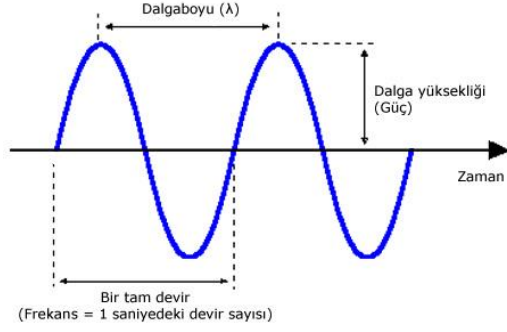 Dalgaboyu (λ)
Dalga yüksekliği
(Güç)
Zaman
Bir tam devir
(Frekans = 1 saniyedeki devir sayısı)